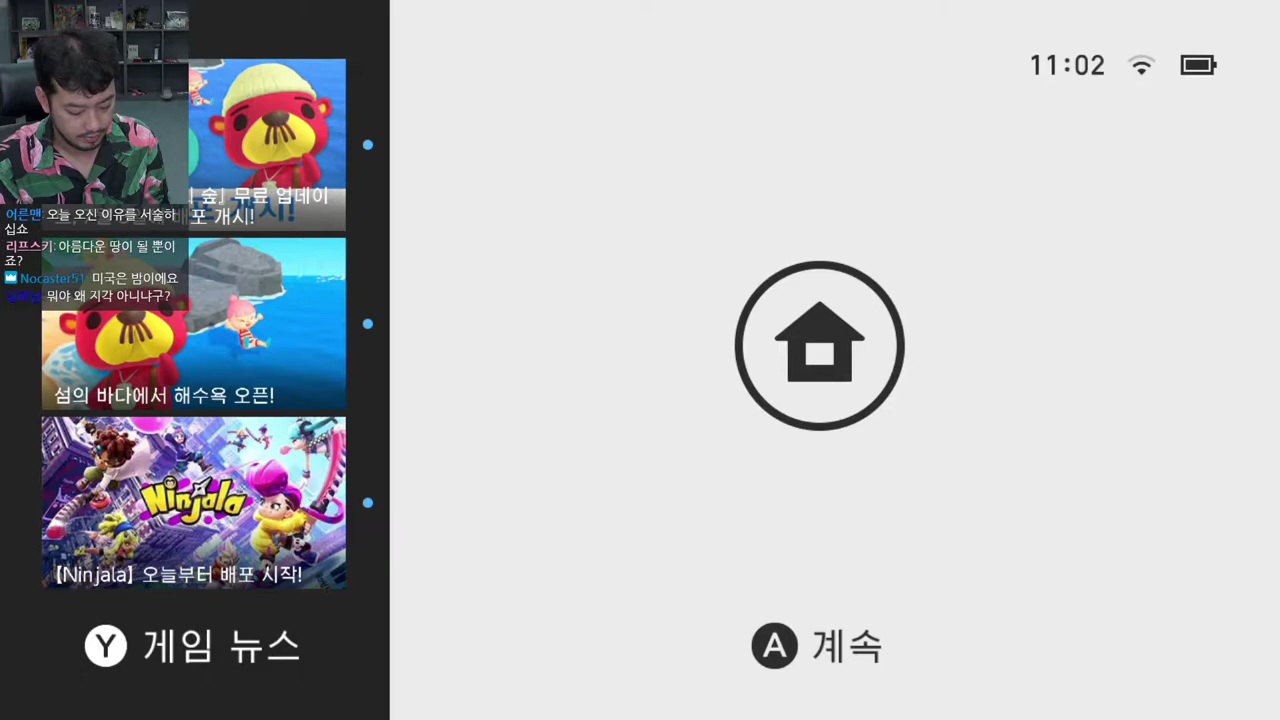 11:02
숲』 무료 업데이
포 개시!
어른맨: 오늘 오신 이유를 서술하
십쇼
리프스키: 아름다운 땅이 될 뿐이
죠?
Nocaster51 미국은 밤이에요
뭐야 왜 지각 아니냐구?
섬의 바다에서 해수욕 오픈!
Ninjala
【Ninjala】 오늘부터 배포 시작!
Y 게임 뉴스
A 계속